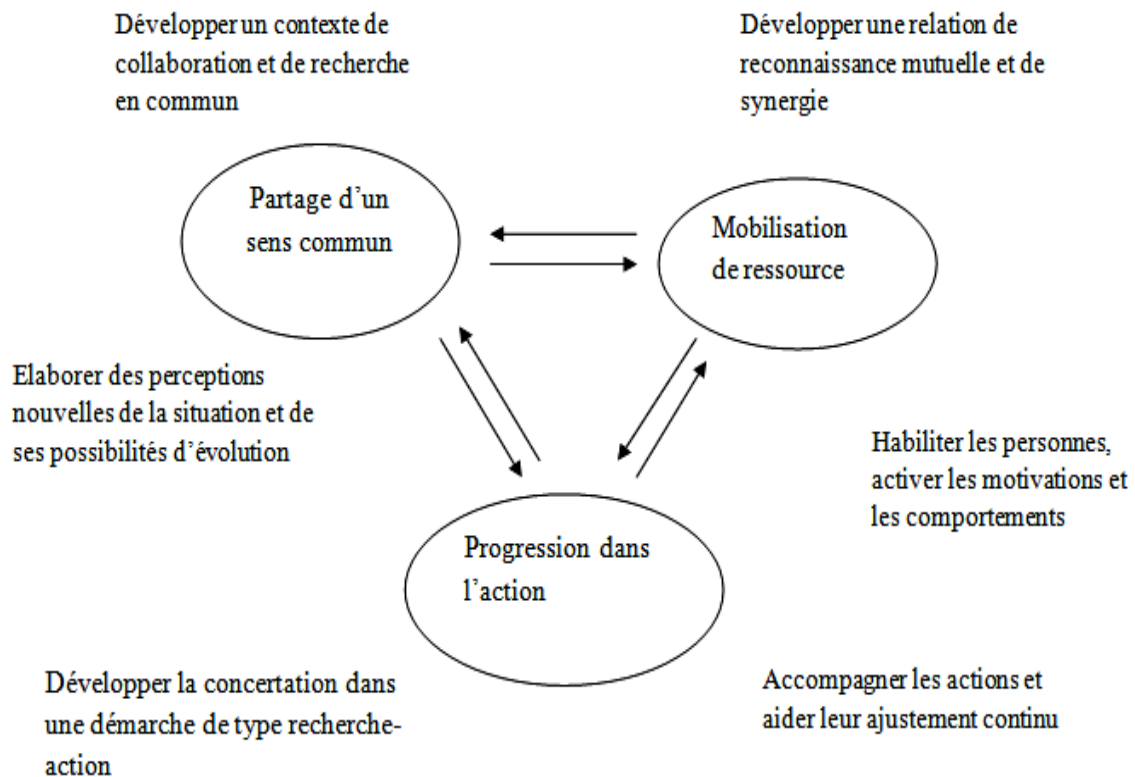 Développer un contexte de
collaboration et de recherche
en commun
Développer une relation de
reconnaissance mutuelle et de
synergie
Partage d'un
sens commun
Mobilisation
de ressource
Elaborer des perceptions
nouvelles de la situation et de
ses possibilités d'évolution
Habiliter les personnes,
activer les motivations et
les comportements
Progression dans
l'action
Développer la concertation dans
une démarche de type recherche-
action
Accompagner les actions et
aider leur ajustement continu